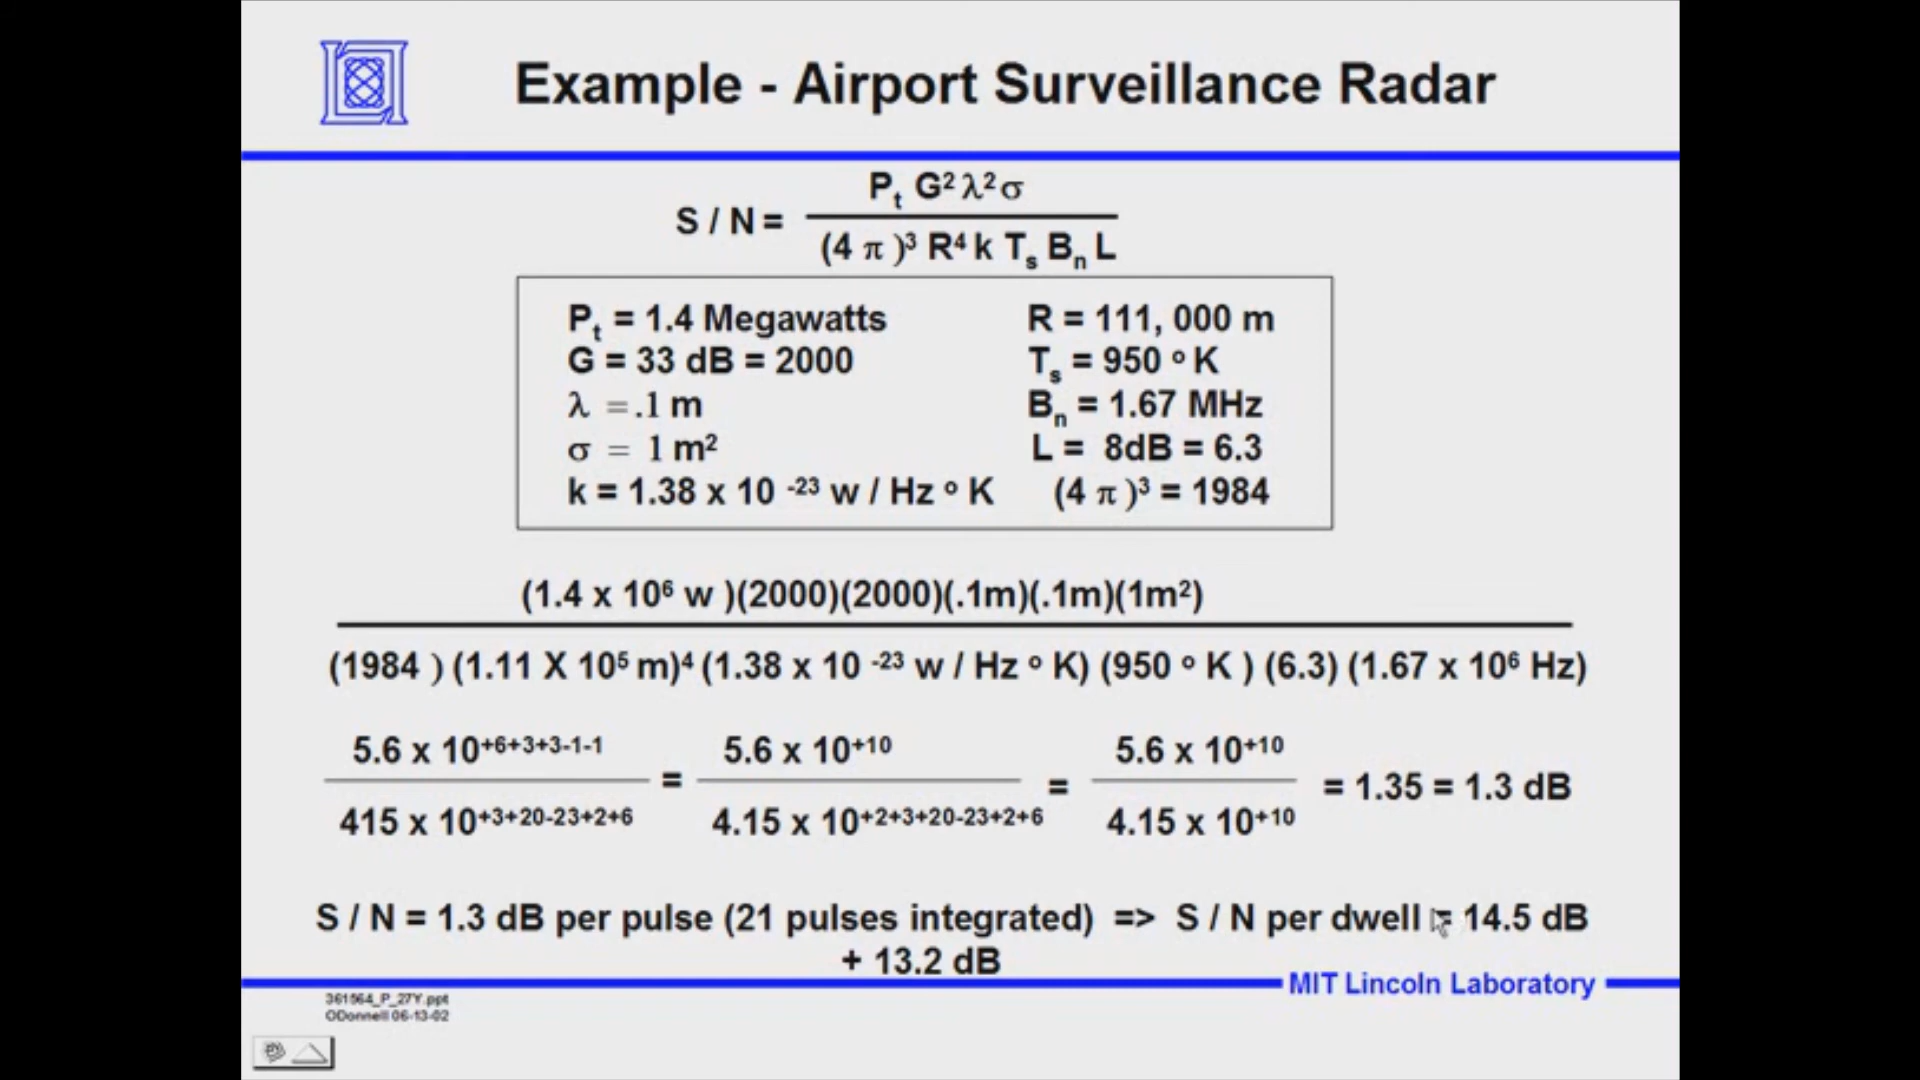 Example - Airport Surveillance Radar
S / N = Pt G² λ² σ / (4 π )³ R⁴ k Ts Bn L
Pt = 1.4 Megawatts
R = 111, 000 m
G = 33 dB = 2000
Ts = 950 ° K
λ = .1 m
Bn = 1.67 MHz
σ = 1 m²
L = 8dB = 6.3
k = 1.38 x 10 ⁻²³ w / Hz ° K
(4 π )³ = 1984
(1.4 x 10⁶ w )(2000)(2000)(.1m)(.1m)(1m²)
(1984 ) (1.11 X 10⁵ m)⁴ (1.38 x 10 ⁻²³ w / Hz ° K) (950 ° K ) (6.3) (1.67 x 10⁶ Hz)
5.6 x 10⁺⁶⁺³⁺³⁻¹⁻¹ / 415 x 10⁺³⁺²⁰⁻²³⁺²⁺⁶ = 5.6 x 10⁺¹⁰ / 4.15 x 10⁺²⁺³⁺²⁰⁻²³⁺²⁺⁶ = 5.6 x 10⁺¹⁰ / 4.15 x 10⁺¹⁰ = 1.35 = 1.3 dB
S / N = 1.3 dB per pulse (21 pulses integrated) => S / N per dwell = 14.5 dB
+ 13.2 dB
MIT Lincoln Laboratory
361564_P_27Y.ppt
ODonnell 06-13-02